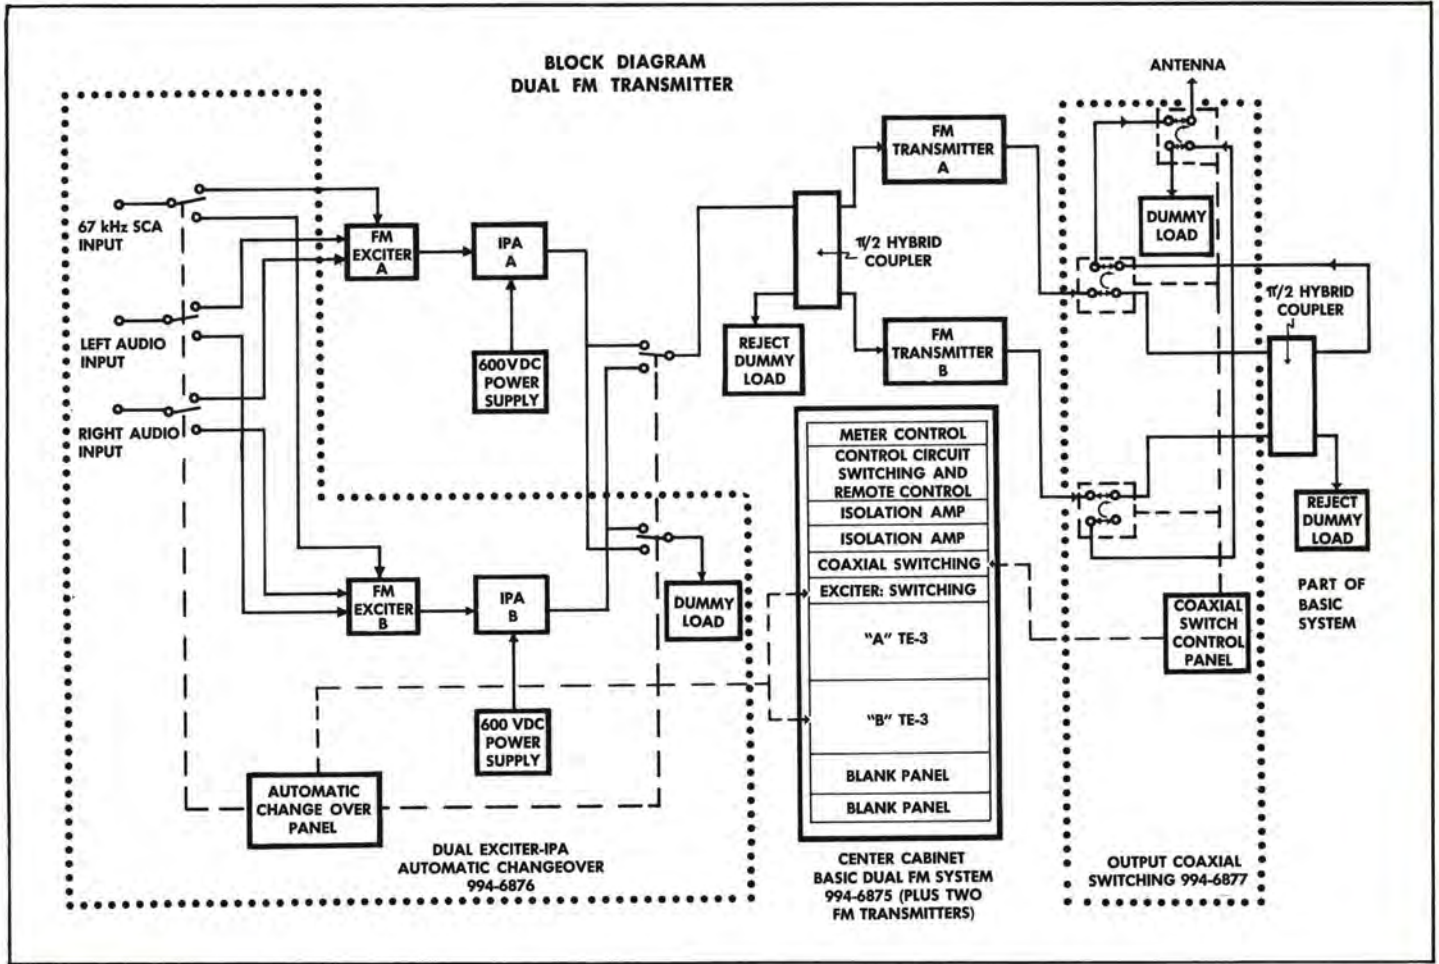 BLOCK DIAGRAM
DUAL FM TRANSMITTER
ANTENNA
67 kHz SCA
INPUT
LEFT AUDIO
INPUT
RIGHT AUDIO
INPUT
FM
EXCITER
A
IPA
A
600VDC
POWER
SUPPLY
FM
EXCITER
B
IPA
B
600 VDC
POWER
SUPPLY
DUMMY
LOAD
AUTOMATIC
CHANGE OVER
PANEL
DUAL EXCITER-IPA
AUTOMATIC CHANGEOVER
994-6876
π/2 HYBRID
COUPLER
REJECT
DUMMY
LOAD
FM
TRANSMITTER
A
FM
TRANSMITTER
B
METER CONTROL
CONTROL CIRCUIT
SWITCHING AND
REMOTE CONTROL
ISOLATION AMP
ISOLATION AMP
COAXIAL SWITCHING
EXCITER: SWITCHING
"A" TE-3
"B" TE-3
BLANK PANEL
BLANK PANEL
CENTER CABINET
BASIC DUAL FM SYSTEM
994-6875 (PLUS TWO
FM TRANSMITTERS)
DUMMY
LOAD
π/2 HYBRID
COUPLER
REJECT
DUMMY
LOAD
PART OF
BASIC
SYSTEM
COAXIAL
SWITCH
CONTROL
PANEL
OUTPUT COAXIAL
SWITCHING 994-6877